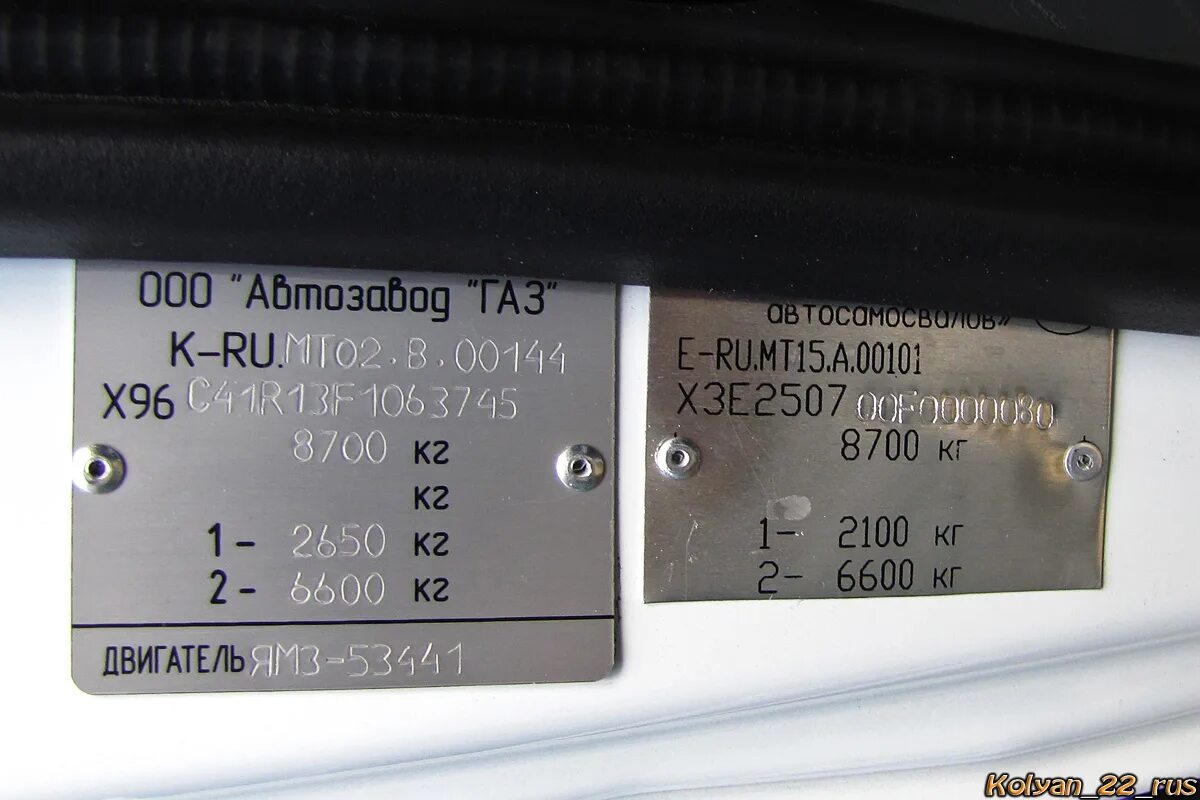 ООО "Автозавод "ГАЗ"
K-RU.МТ02.В.00144
X96 C41R13F1063745
8700 кг
кг
1- 2650 кг
2- 6600 кг
ДВИГАТЕЛЬ ЯМЗ-53441
автосамосвалов»
E-RU.MT15.A.00101
X3E2507 00F0000080
8700 кг
1- 2100 кг
2- 6600 кг
Kolyan_22_rus